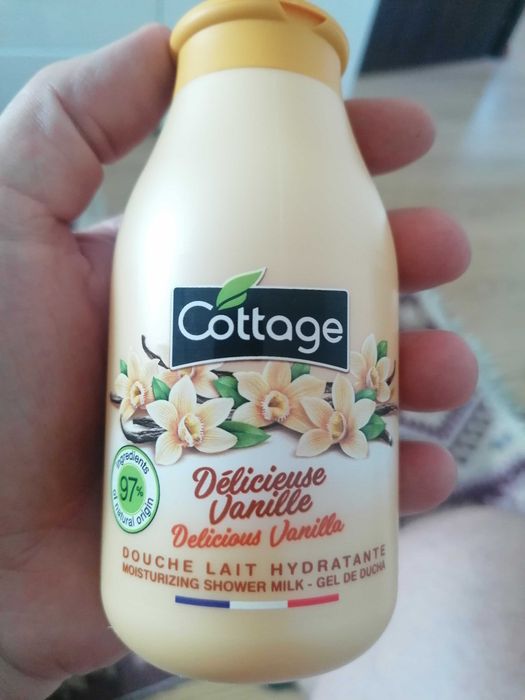 Cottage
ingredients
97%
of natural origin
Délicieuse
Vanille
Delicious Vanilla
DOUCHE LAIT HYDRATANTE
MOISTURIZING SHOWER MILK - GEL DE DUCHA